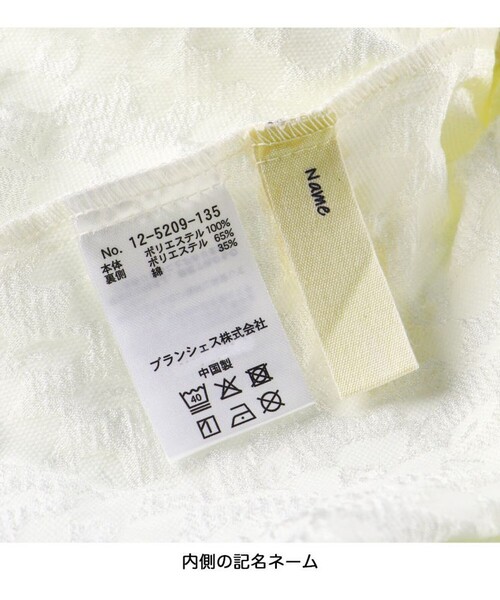 No. 12-5209-135
本体 ポリエステル 100%
裏側 ポリエステル 65%
綿 35%
ブランシェス株式会社
中国製
40
Name
内側の記名ネーム